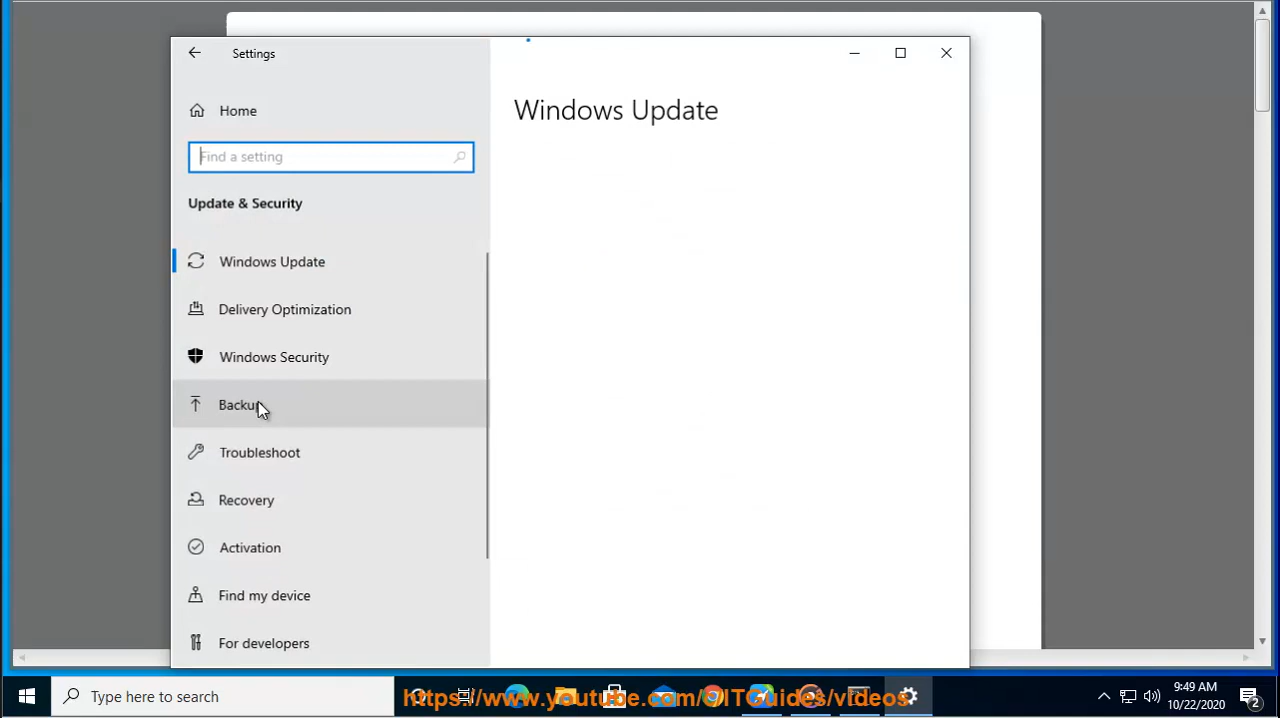 Settings
Home
Find a setting
Update & Security
Windows Update
Delivery Optimization
Windows Security
Backup
Troubleshoot
Recovery
Activation
Find my device
For developers
Windows Update
Type here to search
https://www.youtube.com/@ITGuides/videos
9:49 AM
10/22/2020
2